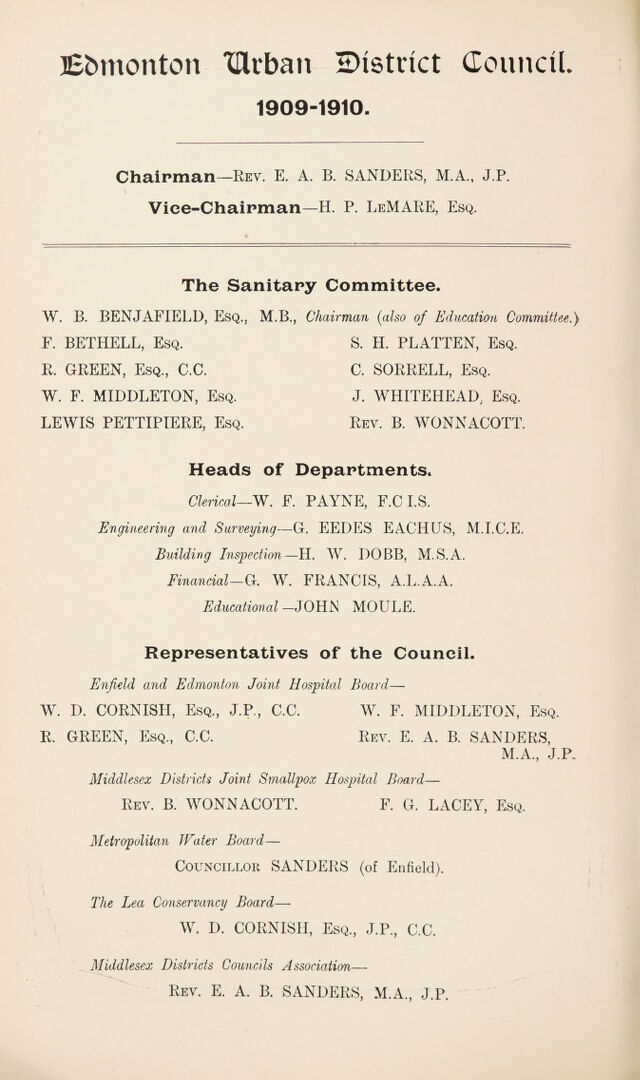 Edmonton Urban District Council.
1909-1910.
Chairman—Rev. E. A. B. SANDERS, M.A., J.P.
Vice-Chairman—H. P. LeMARE, Esq.
The Sanitary Committee.
W. B. BENJAFIELD, Esq., M.B., Chairman (also of Education Committee.)
F. BETHELL, Esq. S. H. PLATTEN, Esq.
R. GREEN, Esq., C.C. C. SORRELL, Esq.
W. F. MIDDLETON, Esq. J. WHITEHEAD, Esq.
LEWIS PETTIPIERE, Esq. Rev. B. WONNACOTT.
Heads of Departments.
Clerical—W. F. PAYNE, F.C I.S.
Engineering and Surveying—G. EEDES EACHUS, M.I.C.E.
Building Inspection—H. W. DOBB, M.S.A.
Financial—G. W. FRANCIS, A.L.A.A.
Educational—JOHN MOULE.
Representatives of the Council.
Enfield and Edmonton Joint Hospital Board—
W. D. CORNISH, Esq., J.P., C.C. W. F. MIDDLETON, Esq.
R. GREEN, Esq., C.C. Rev. E. A. B. SANDERS,
M.A., J.P.
Middlesex Districts Joint Smallpox Hospital Board—
Rev. B. WONNACOTT. F. G. LACEY, Esq.
Metropolitan Water Board—
Councillor SANDERS (of Enfield).
The Lea Conservancy Board—
W. D. CORNISH, Esq., J.P., C.C.
Middlesex Districts Councils Association—
Rev. E. A. B. SANDERS, M.A., J.P.